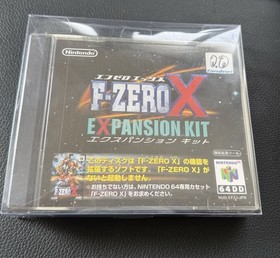 Nintendo
エフゼロ エックス
F-ZERO X
EXPANSION KIT
エクスパンション キット
このディスクは「F-ZERO X」の機能を
拡張するソフトです。「F-ZERO X」が
ないと起動しません。
※お持ちでない方は、NINTENDO 64専用カセット
「F-ZERO X」をお求めください。
NINTENDO 64
64DD